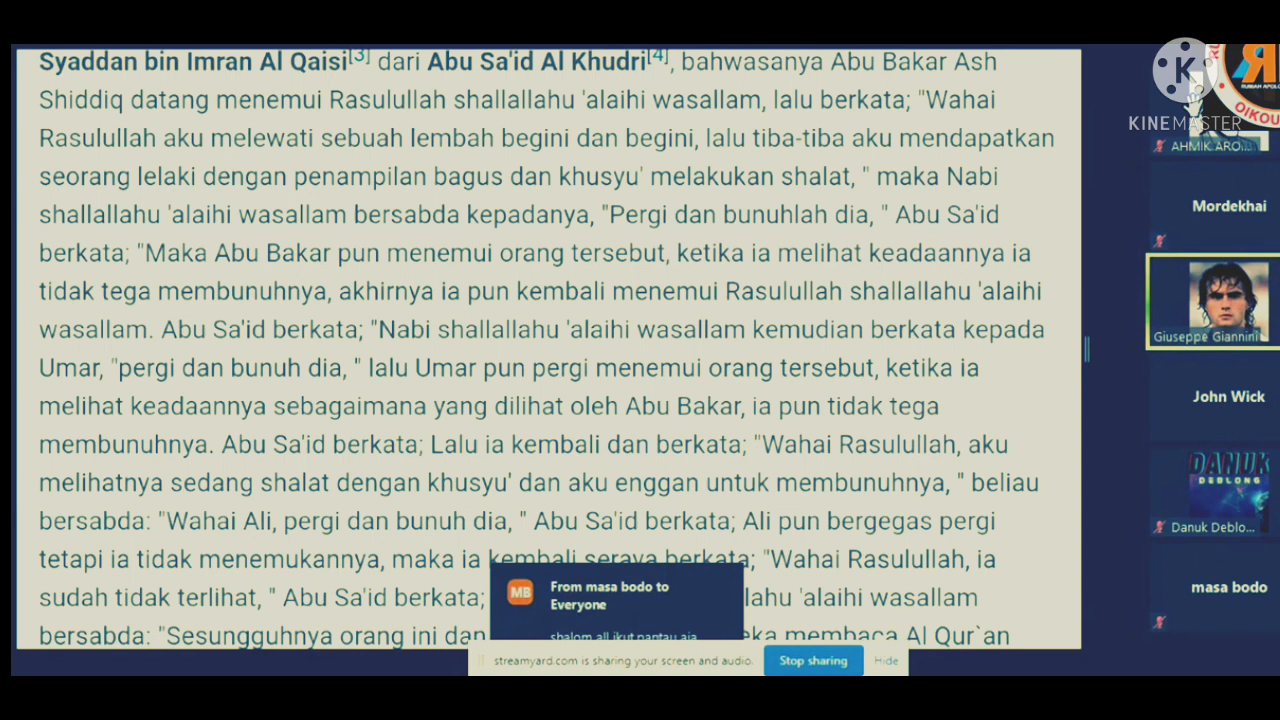 Syaddan bin Imran Al Qaisi[3] dari Abu Sa'id Al Khudri[4], bahwasanya Abu Bakar Ash
Shiddiq datang menemui Rasulullah shallallahu 'alaihi wasallam, lalu berkata; "Wahai
Rasulullah aku melewati sebuah lembah begini dan begini, lalu tiba-tiba aku mendapatkan
seorang lelaki dengan penampilan bagus dan khusyu' melakukan shalat, " maka Nabi
shallallahu 'alaihi wasallam bersabda kepadanya, "Pergi dan bunuhlah dia, " Abu Sa'id
berkata; "Maka Abu Bakar pun menemui orang tersebut, ketika ia melihat keadaannya ia
tidak tega membunuhnya, akhirnya ia pun kembali menemui Rasulullah shallallahu 'alaihi
wasallam. Abu Sa'id berkata; "Nabi shallallahu 'alaihi wasallam kemudian berkata kepada
Umar, "pergi dan bunuh dia, " lalu Umar pun pergi menemui orang tersebut, ketika ia
melihat keadaannya sebagaimana yang dilihat oleh Abu Bakar, ia pun tidak tega
membunuhnya. Abu Sa'id berkata; Lalu ia kembali dan berkata; "Wahai Rasulullah, aku
melihatnya sedang shalat dengan khusyu' dan aku enggan untuk membunuhnya, " beliau
bersabda: "Wahai Ali, pergi dan bunuh dia, " Abu Sa'id berkata; Ali pun bergegas pergi
tetapi ia tidak menemukannya, maka ia kembali seraya berkata; "Wahai Rasulullah, ia
sudah tidak terlihat, " Abu Sa'id berkata; lahu 'alaihi wasallam
bersabda: "Sesungguhnya orang ini dan eka membaca Al Qur`an
MB
From masa bodo to
Everyone
shalom all ikut pantau aja
streamyard.com is sharing your screen and audio.
Stop sharing
Hide
K
KINEMASTER
RUMAH APOLO
OIKOU
AHMIK ARO...
Mordekhai
Giuseppe Giannini
John Wick
DANUK
DEBLONG
Danuk Deblo...
masa bodo